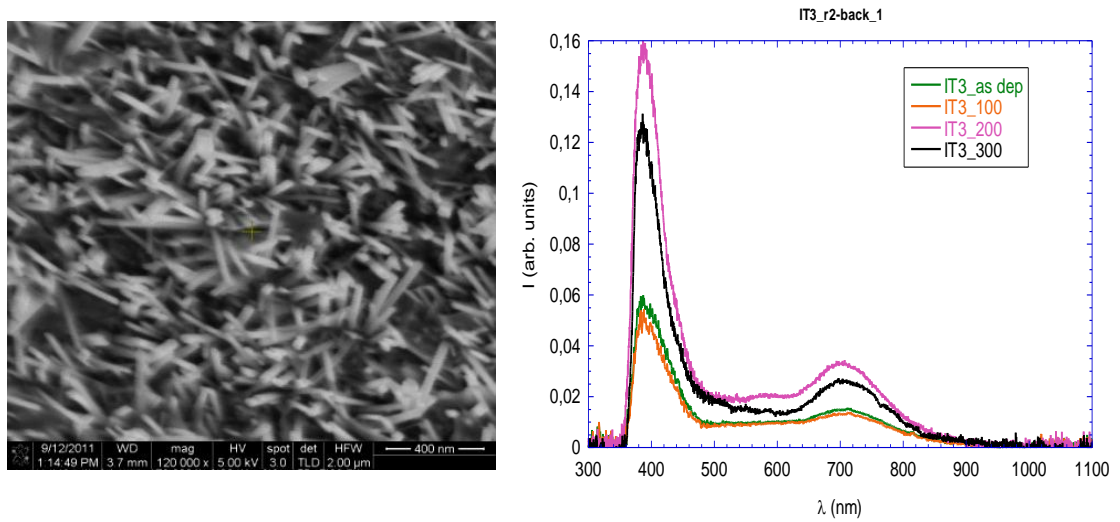 9/12/2011 WD mag HV spot det HFW 400 nm
1:14:49 PM 3.7 mm 120 000 x 5.00 kV 3.0 TLD 2.00 µm
IT3_r2-back_1
0,16
0,14
0,12
0,1
0,08
0,06
0,04
0,02
0
I (arb. units)
IT3_as dep
IT3_100
IT3_200
IT3_300
300 400 500 600 700 800 900 1000 1100
λ (nm)